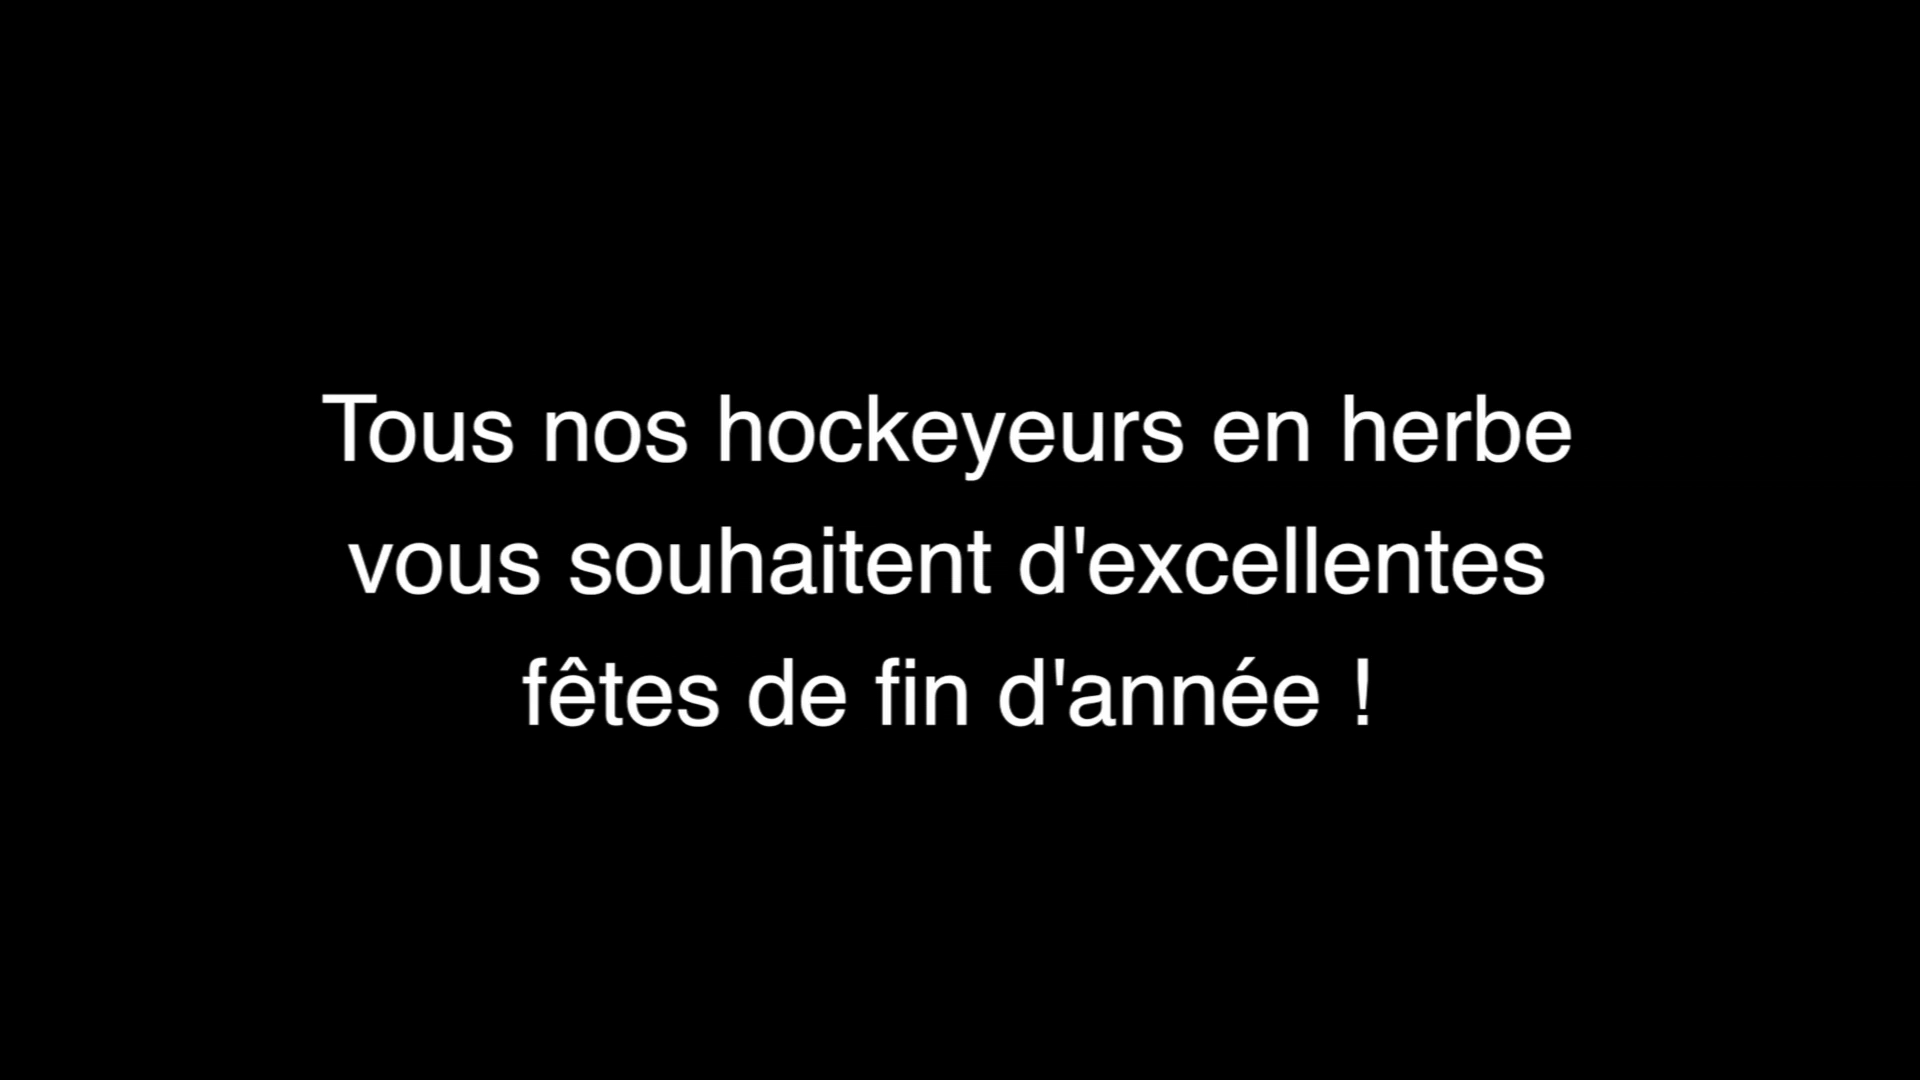 Tous nos hockeyeurs en herbe
vous souhaitent d'excellentes
fêtes de fin d'année !